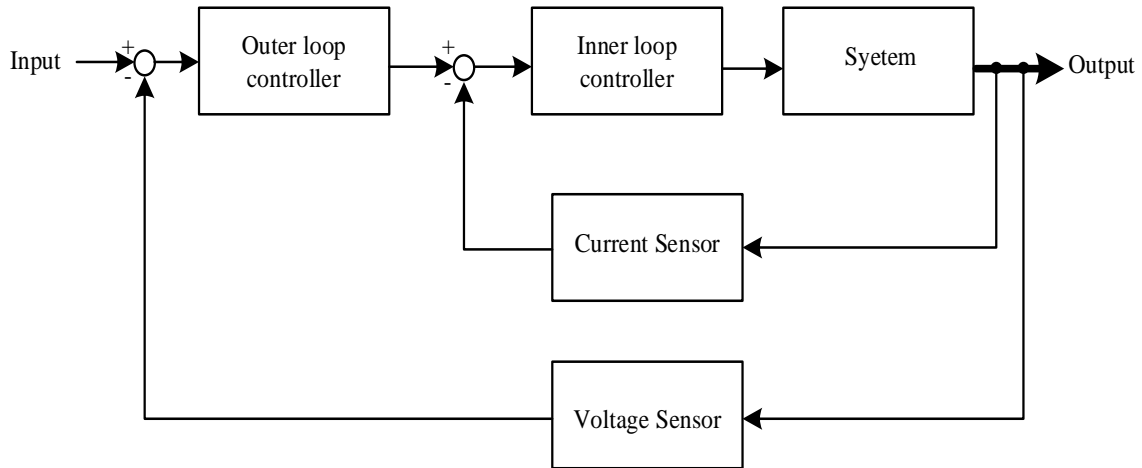 Input
+
-
Outer loop
controller
+
-
Inner loop
controller
Syetem
Output
Current Sensor
Voltage Sensor